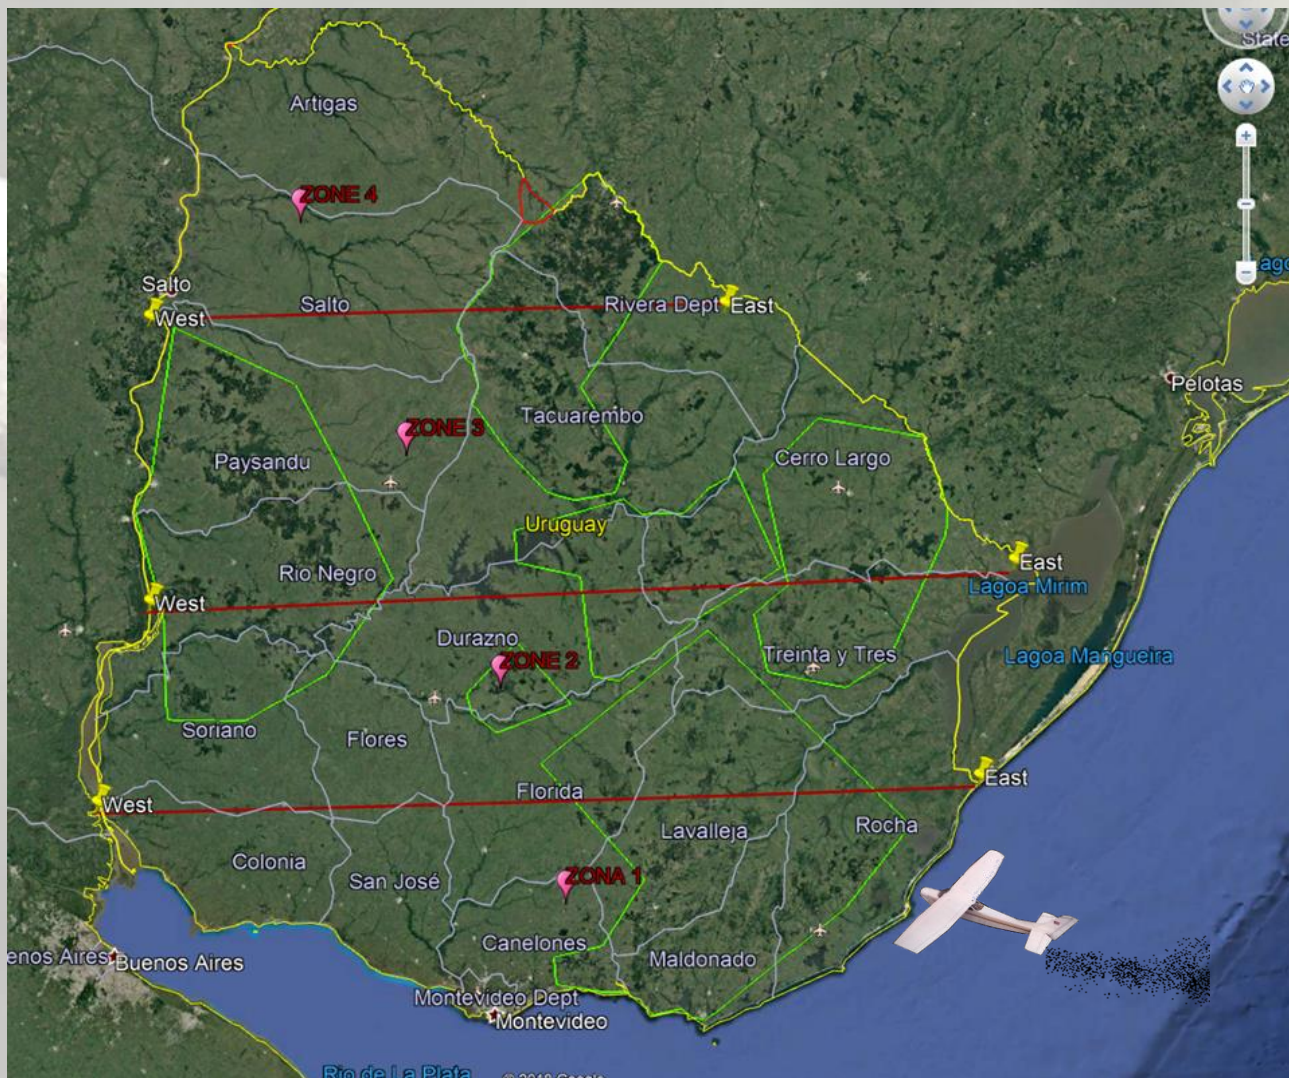 State
Artigas
ZONE 4
Lago
Salto
West
Salto
Rivera Dept
East
Pelotas
Tacuarembo
ZONE 3
Paysandu
Cerro Largo
Uruguay
Rio Negro
East
Lagoa Mirim
West
Durazno
ZONE 2
Treinta y Tres
Lagoa Mangueira
Soriano
Flores
East
Florida
West
Lavalleja
Rocha
Colonia
San José
ZONA 1
Canelones
Maldonado
enos Aires
Buenos Aires
Montevideo Dept
Montevideo
Rio de La Plata